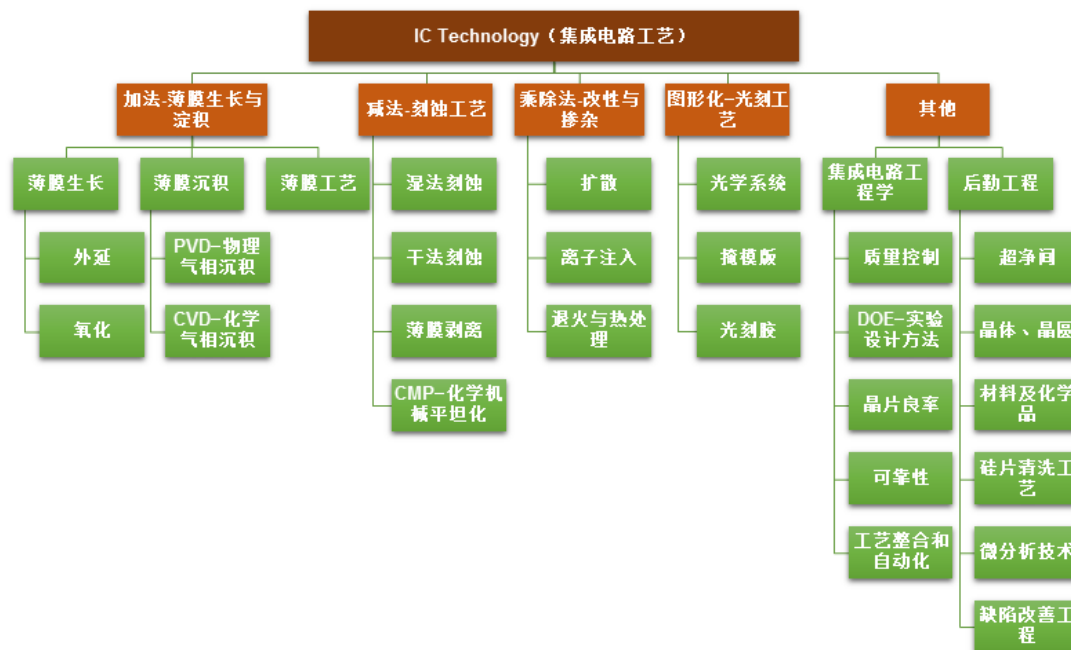 IC Technology（集成电路工艺）
加法-薄膜生长与
淀积
减法-刻蚀工艺
乘除法-改性与
掺杂
图形化-光刻工
艺
其他
薄膜生长
薄膜沉积
薄膜工艺
湿法刻蚀
扩散
光学系统
集成电路工
程学
后勤工程
外延
PVD-物理
气相沉积
干法刻蚀
离子注入
掩模版
质量控制
超净间
氧化
CVD-化学
气相沉积
薄膜剥离
退火与热处
理
光刻胶
DOE-实验
设计方法
晶体、晶圆
CMP-化学机
械平坦化
晶片良率
材料及化学
品
可靠性
硅片清洗工
艺
工艺整合和
自动化
微分析技术
缺陷改善工
程